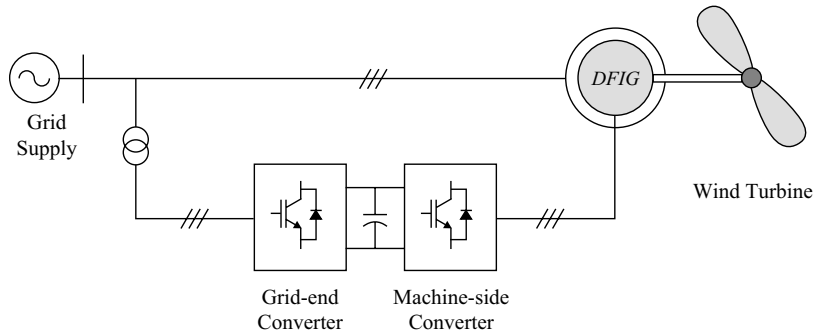 DFIG
Grid
Supply
Wind Turbine
Grid-end
Converter
Machine-side
Converter